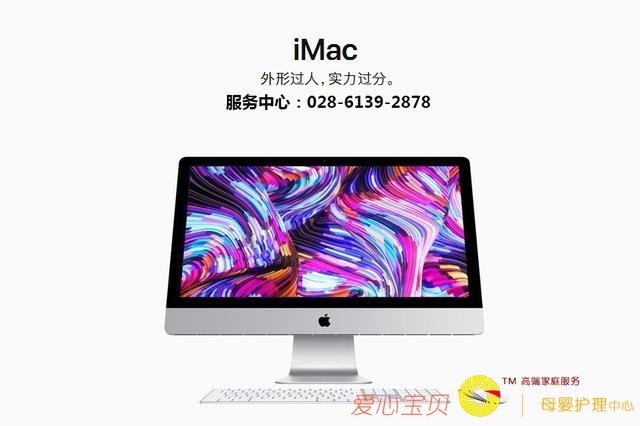 iMac
外形过人，实力过分。
服务中心：028-6139-2878
TM 高端家庭服务
爱心宝贝
母婴护理中心